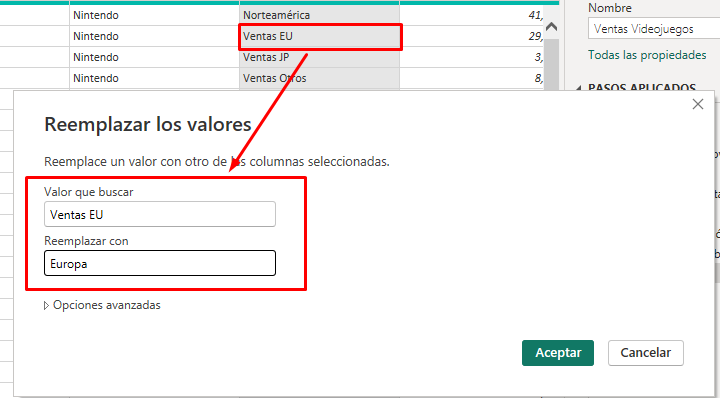 Nintendo Norteamérica 41,
Nintendo Ventas EU 29,
Nintendo Ventas JP 3,
Nintendo Ventas Otros 8,
Nombre
Ventas Videojuegos
Todas las propiedades
PASOS APLICADOS
Reemplazar los valores
Reemplace un valor con otro de las columnas seleccionadas.
Valor que buscar
Ventas EU
Reemplazar con
Europa
Opciones avanzadas
Aceptar Cancelar